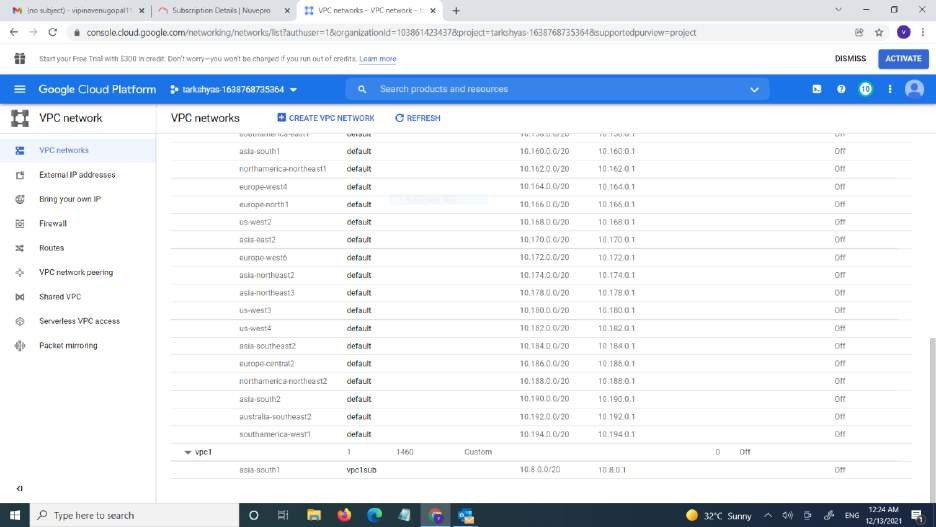 (no subject) - vipinavenugopal11
Subscription Details | Nuvepro
VPC networks – VPC network – t
console.cloud.google.com/networking/networks/list?authuser=1&organizationId=103861423437&project=tarkshyas-1638768735364&supportedpurview=project
Start your Free Trial with $300 in credit. Don't worry—you won't be charged if you run out of credits. Learn more
DISMISS
ACTIVATE
Google Cloud Platform
tarkshyas-1638768735364
Search products and resources
10
VPC network
VPC networks
CREATE VPC NETWORK
REFRESH
VPC networks
External IP addresses
Bring your own IP
Firewall
Routes
VPC network peering
Shared VPC
Serverless VPC access
Packet mirroring
southamerica-east1 default 10.158.0.0/20 10.158.0.1 Off
asia-south1 default 10.160.0.0/20 10.160.0.1 Off
northamerica-northeast1 default 10.162.0.0/20 10.162.0.1 Off
europe-west4 default 10.164.0.0/20 10.164.0.1 Off
europe-north1 default 10.166.0.0/20 10.166.0.1 Off
us-west2 default 10.168.0.0/20 10.168.0.1 Off
asia-east2 default 10.170.0.0/20 10.170.0.1 Off
europe-west6 default 10.172.0.0/20 10.172.0.1 Off
asia-northeast2 default 10.174.0.0/20 10.174.0.1 Off
asia-northeast3 default 10.178.0.0/20 10.178.0.1 Off
us-west3 default 10.180.0.0/20 10.180.0.1 Off
us-west4 default 10.182.0.0/20 10.182.0.1 Off
asia-southeast2 default 10.184.0.0/20 10.184.0.1 Off
europe-central2 default 10.186.0.0/20 10.186.0.1 Off
northamerica-northeast2 default 10.188.0.0/20 10.188.0.1 Off
asia-south2 default 10.190.0.0/20 10.190.0.1 Off
australia-southeast2 default 10.192.0.0/20 10.192.0.1 Off
southamerica-west1 default 10.194.0.0/20 10.194.0.1 Off
vpc1 1 1460 Custom 0 Off
asia-south1 vpc1sub 10.8.0.0/20 10.8.0.1 Off
Type here to search
32°C Sunny
ENG
12:24 AM
12/13/2021
1